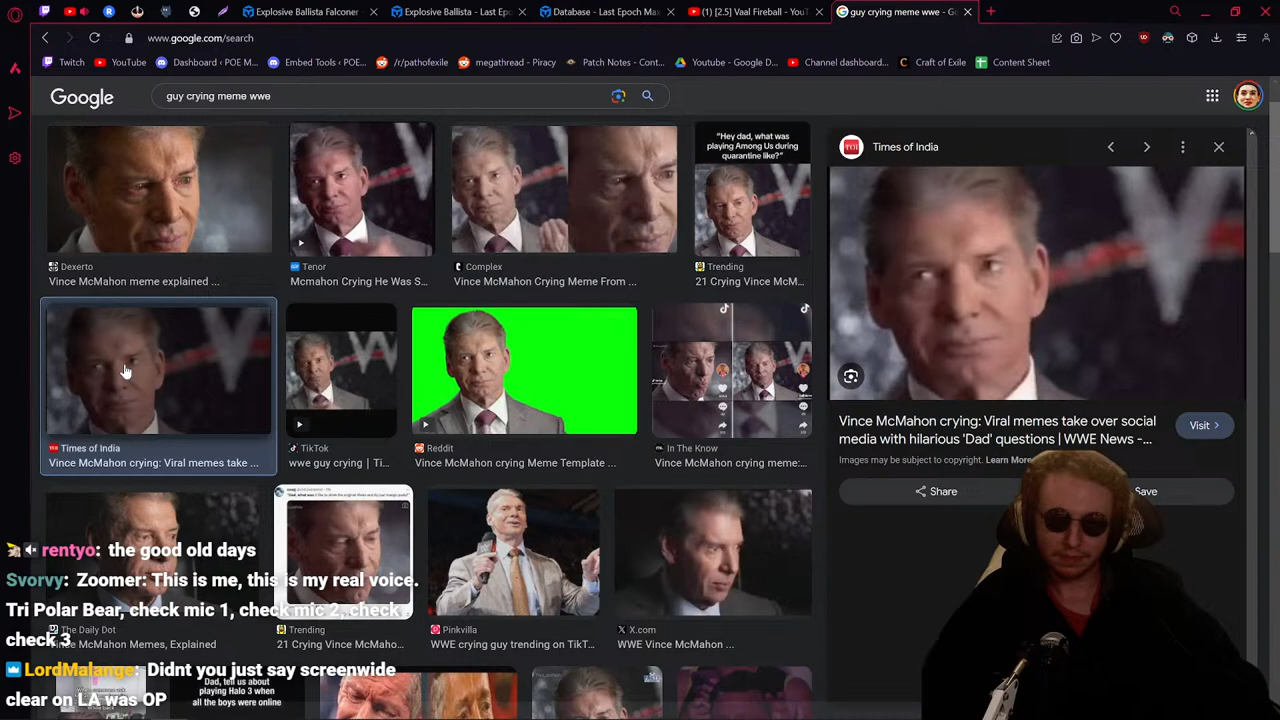 Explosive Ballista Falconer
Explosive Ballista - Last Ep
Database - Last Epoch Max
(1) [2.5] Vaal Fireball - YouT
guy crying meme wwe - G
www.google.com/search
Twitch
YouTube
Dashboard ‹ POE M...
Embed Tools ‹ POE...
/r/pathofexile
megathread - Piracy
Patch Notes - Cont...
Youtube - Google D...
Channel dashboard...
Craft of Exile
Content Sheet
Google
guy crying meme wwe
"Hey dad, what was
playing Among Us during
quarantine like?"
Dexerto
Vince McMahon meme explained ...
Tenor
Mcmahon Crying He Was S...
Complex
Vince McMahon Crying Meme From ...
Trending
21 Crying Vince McM...
Times of India
Vince McMahon crying: Viral memes take ...
TikTok
wwe guy crying | Ti...
Reddit
Vince McMahon crying Meme Template ...
In The Know
Vince McMahon crying meme:...
The Daily Dot
Vince McMahon Memes, Explained
Trending
21 Crying Vince McMaho...
Pinkvilla
WWE crying guy trending on TikT...
X.com
WWE Vince McMahon ...
Dad, tell us about
playing Halo 3 when
all the boys were online
Times of India
Vince McMahon crying: Viral memes take over social
media with hilarious 'Dad' questions | WWE News -...
Visit
Images may be subject to copyright. Learn More
Share
Save
rentyo: the good old days
Svorvy: Zoomer: This is me, this is my real voice.
Tri Polar Bear, check mic 1, check mic 2, check
check 3
LordMalange: Didnt you just say screenwide
clear on LA was OP